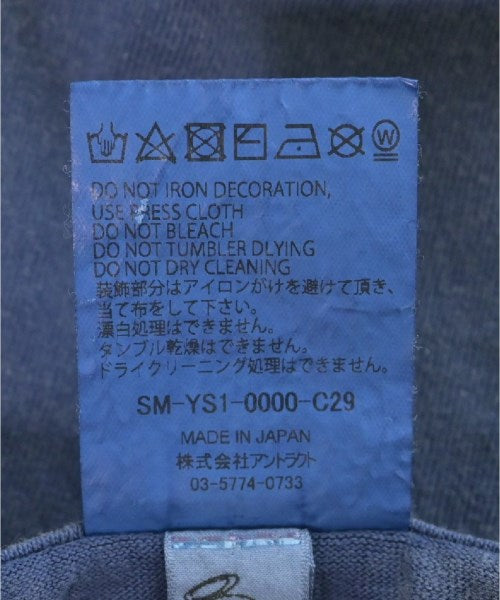 DO NOT IRON DECORATION,
USE PRESS CLOTH
DO NOT BLEACH
DO NOT TUMBLER DLYING
DO NOT DRY CLEANING
装飾部分はアイロンがけを避けて頂き、
当て布をして下さい。
漂白処理はできません。
タンブル乾燥はできません。
ドライクリーニング処理はできません。
SM-YS1-0000-C29
MADE IN JAPAN
株式会社アントラクト
03-5774-0733